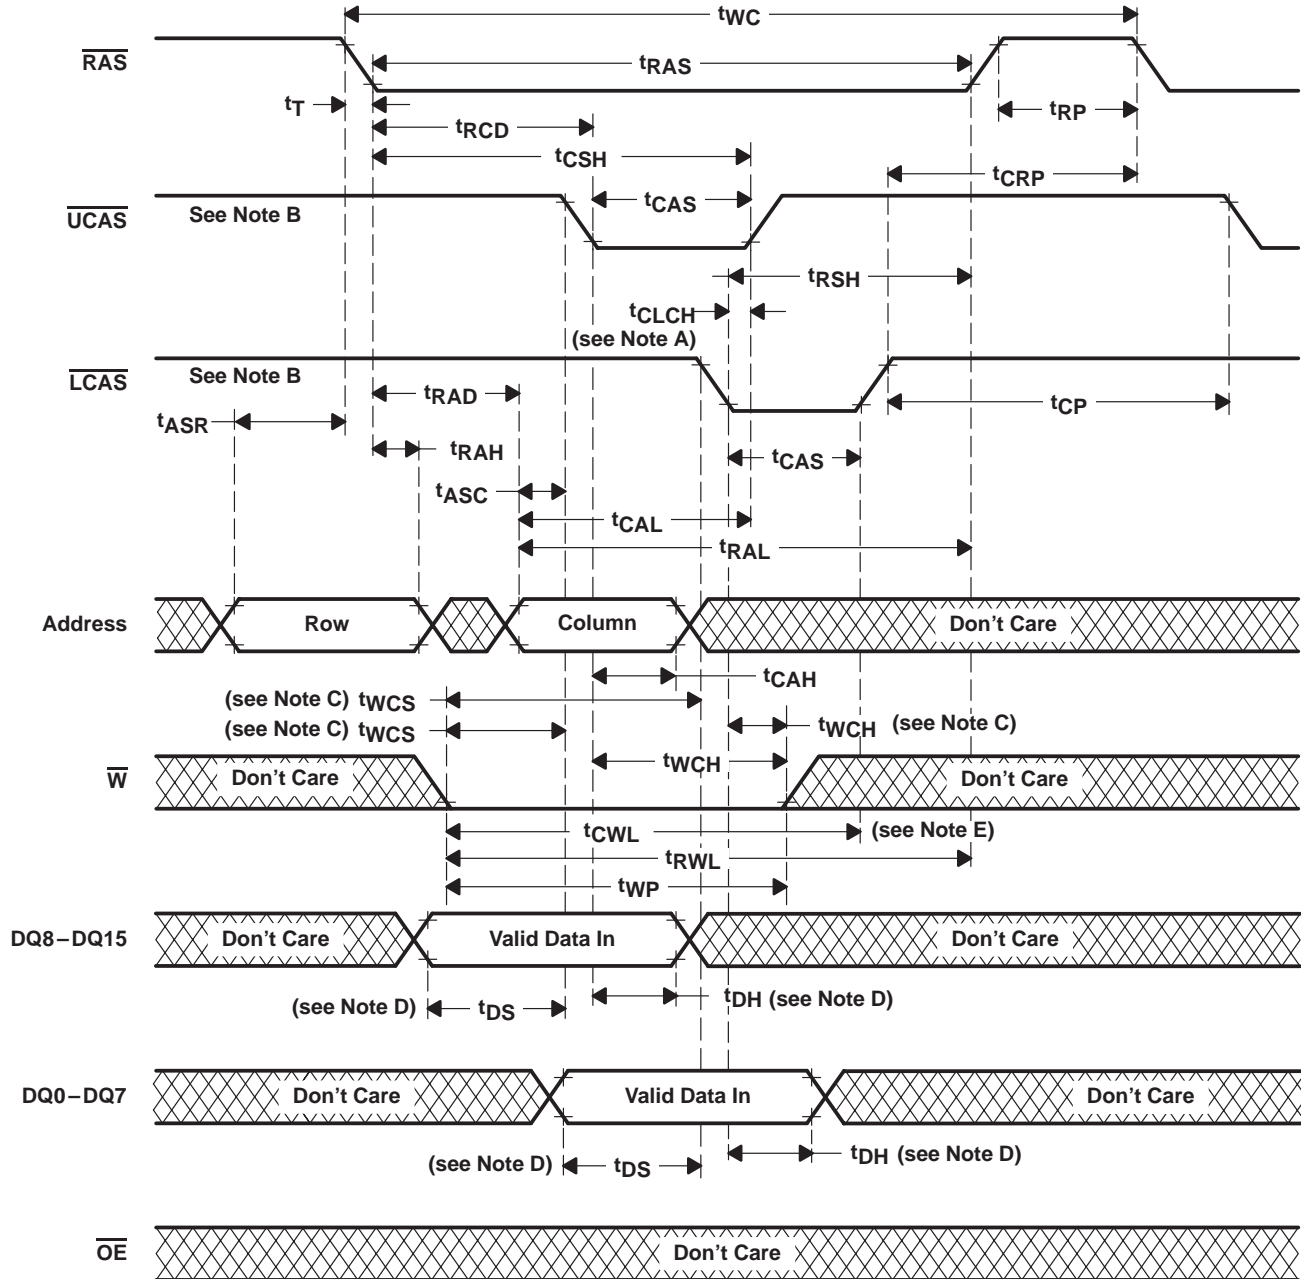 tWC
RAS
tRAS
tT
tRP
tRCD
tCSH
tCRP
UCAS
See Note B
tCAS
tRSH
tCLCH
(see Note A)
LCAS
See Note B
tRAD
tCP
tASR
tRAH
tCAS
tASC
tCAL
tRAL
Address
Row
Column
Don't Care
tCAH
(see Note C) tWCS
tWCH (see Note C)
(see Note C) tWCS
tWCH
W
Don't Care
Don't Care
tCWL
(see Note E)
tRWL
tWP
DQ8–DQ15
Don't Care
Valid Data In
Don't Care
(see Note D)
tDS
tDH (see Note D)
DQ0–DQ7
Don't Care
Valid Data In
Don't Care
(see Note D)
tDS
tDH (see Note D)
OE
Don't Care